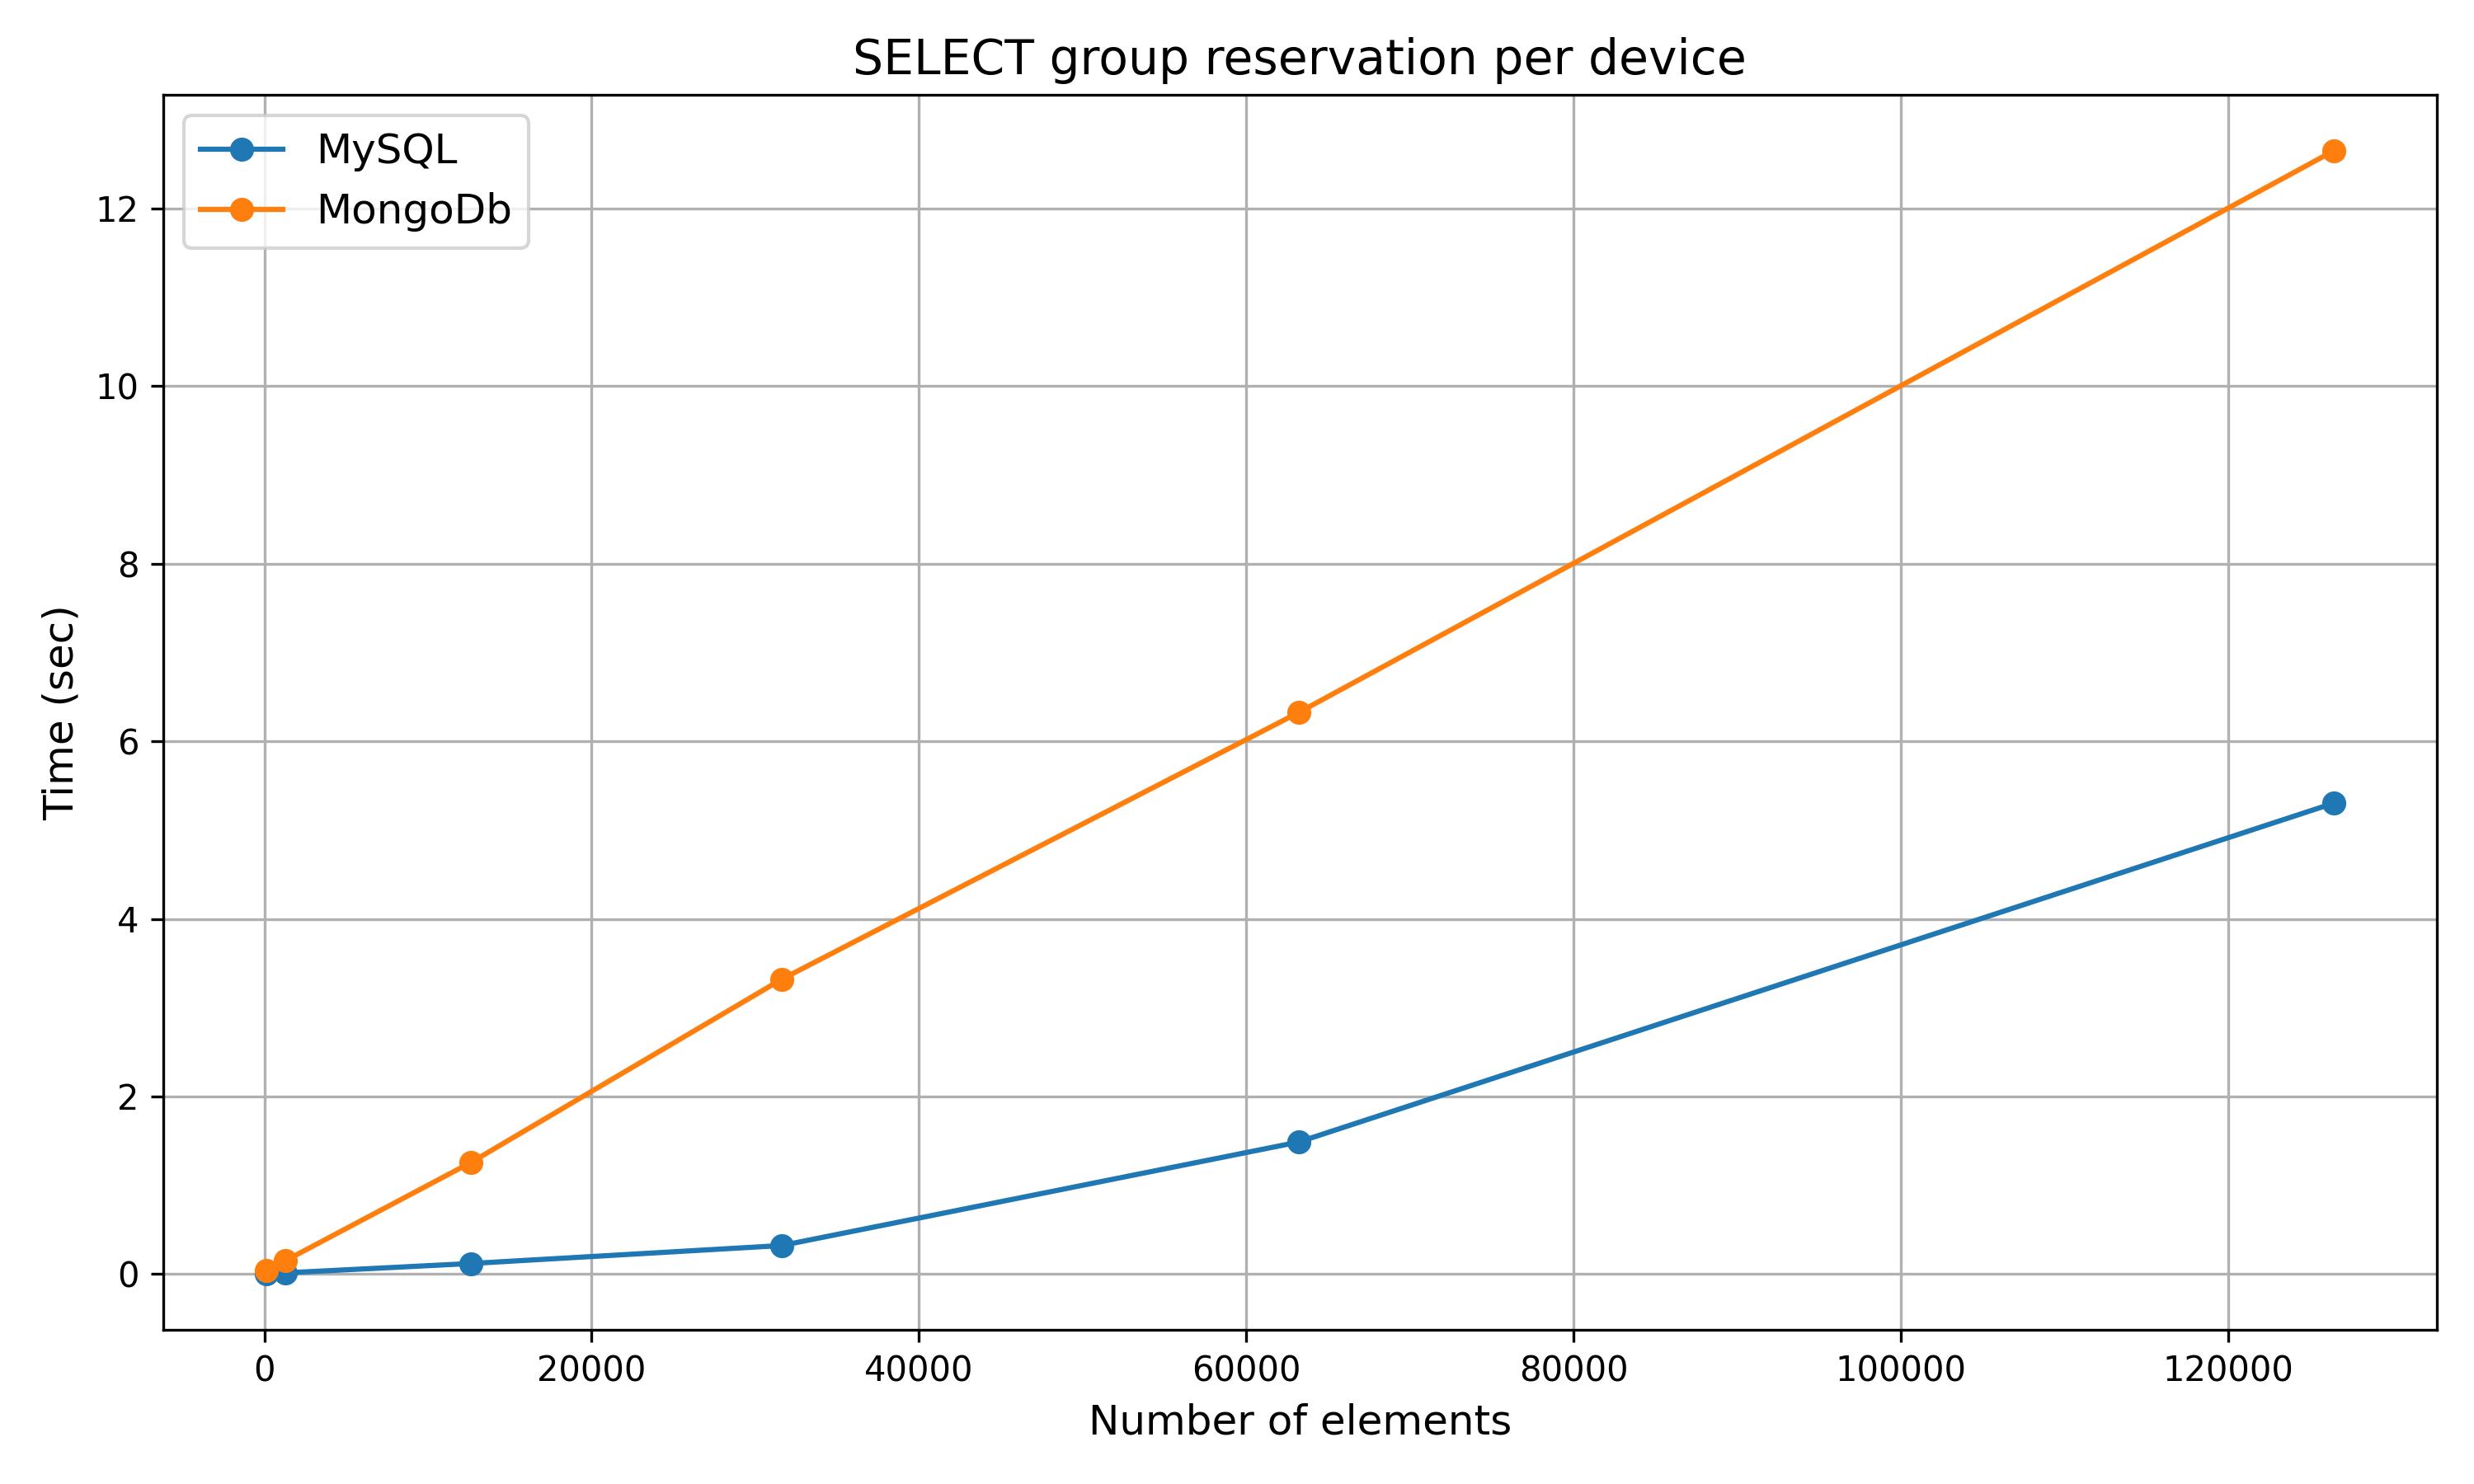 SELECT group reservation per device
MySQL
MongoDb
12
10
8
6
4
2
0
Time (sec)
0 20000 40000 60000 80000 100000 120000
Number of elements